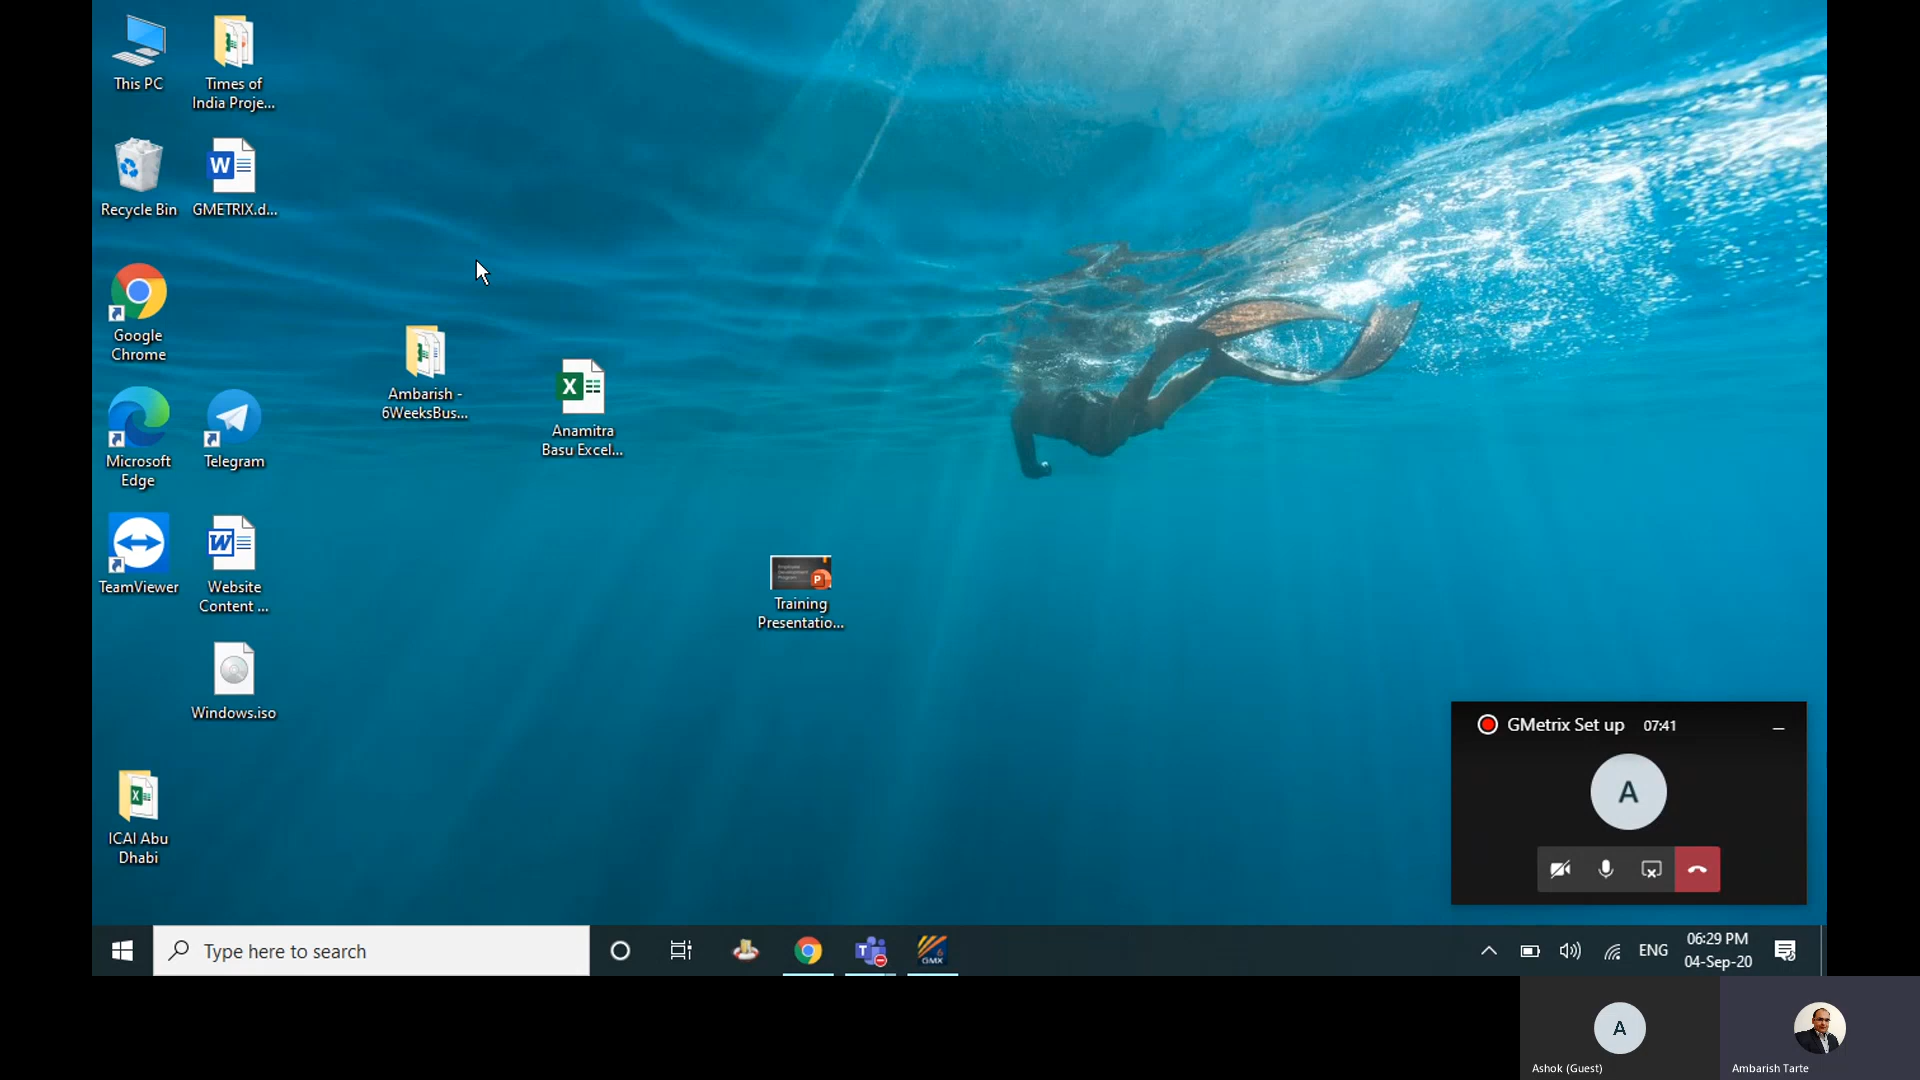 This PC
Times of
India Proje...
Recycle Bin
GMETRIX.d...
Google
Chrome
Ambarish -
6WeeksBus...
Anamitra
Basu Excel...
Microsoft
Edge
Telegram
TeamViewer
Website
Content ...
Training
Presentatio...
Windows.iso
ICAI Abu
Dhabi
GMetrix Set up 07:41
A
Type here to search
GMX
ENG
06:29 PM
04-Sep-20
A
Ashok (Guest)
Ambarish Tarte